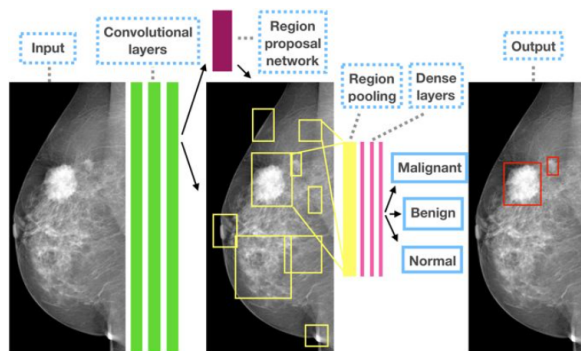 Input
Convolutional
layers
Region
proposal
network
Region
pooling
Dense
layers
Output
Malignant
Benign
Normal